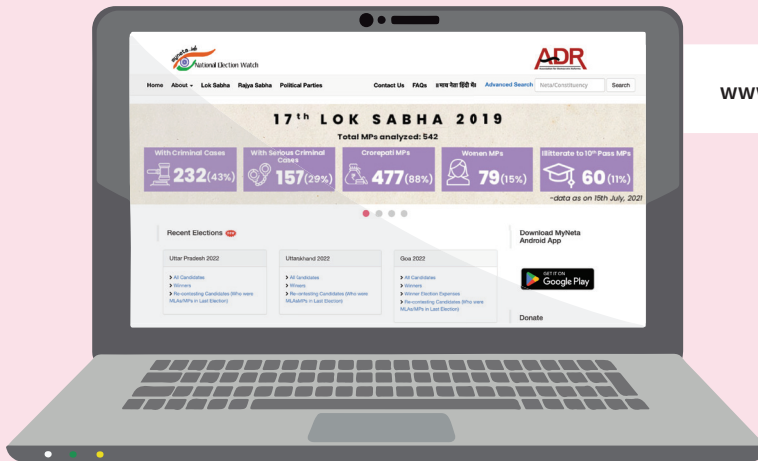 myneta.info
National Election Watch
ADR
Home About Lok Sabha Rajya Sabha Political Parties Contact Us FAQs हमारा नेता हिंदी में Advanced Search Neta/Constituency Search
www
17th LOK SABHA 2019
Total MPs analyzed: 542
With Criminal Cases
232(43%)
With Serious Criminal
Cases
157(29%)
Crorepati MPs
477(88%)
Women MPs
79(15%)
Illitterate to 10th Pass MPs
60(11%)
-data as on 15th July, 2021
Recent Elections
Uttar Pradesh 2022
> All Candidates
> Winners
> Re-contesting Candidates (Who were
MLAs/MPs in Last Election)
Uttarakhand 2022
> All Candidates
> Winners
> Re-contesting Candidates (Who were
MLAs/MPs in Last Election)
Goa 2022
> All Candidates
> Winners
> Winner Election Expenses
> Re-contesting Candidates (Who were
MLAs/MPs in Last Election)
Download MyNeta
Android App
GET IT ON
Google Play
Donate